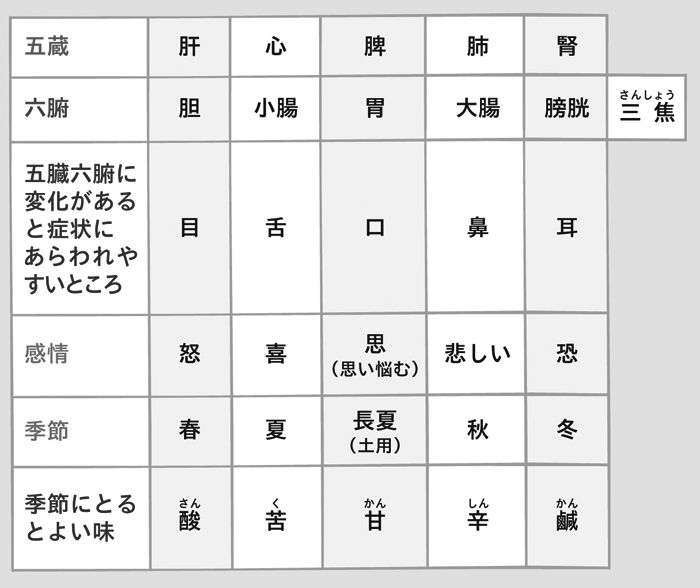 五蔵 肝 心 脾 肺 腎
六腑 胆 小腸 胃 大腸 膀胱 さんしょう
三焦
五臓六腑に
変化がある
と症状に
あらわれや
すいところ
目 舌 口 鼻 耳
感情 怒 喜 思
（思い悩む） 悲しい 恐
季節 春 夏 長夏
（土用） 秋 冬
季節にとる
とよい味
さん く かん しん かん
酸 苦 甘 辛 鹹